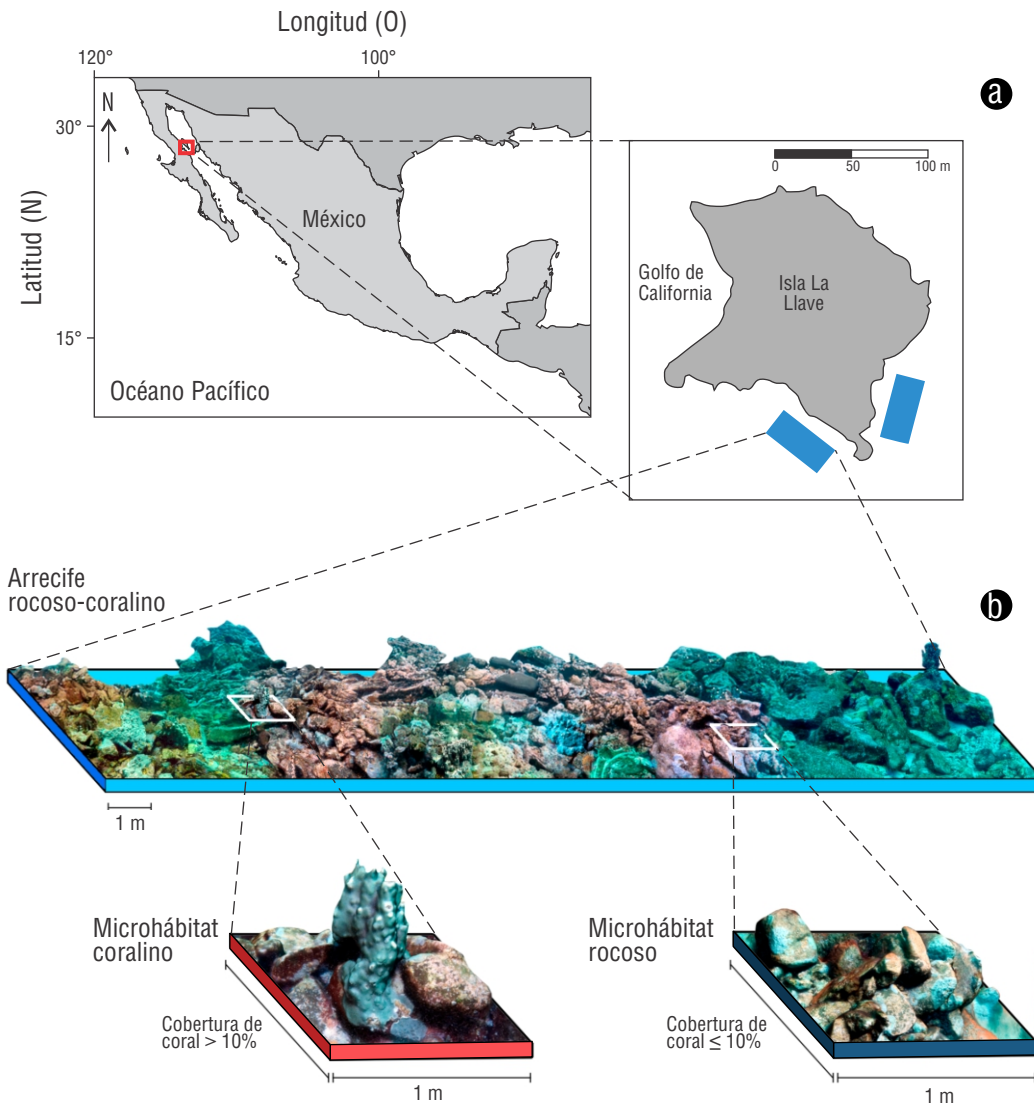 Longitud (O)
120°
100°
a
N
30°
0
50
100 m
Latitud (N)
México
Golfo de
California
Isla La
Llave
15°
Océano Pacífico
Arrecife
rocoso-coralino
b
1 m
Microhábitat
coralino
Microhábitat
rocoso
Cobertura de
coral > 10%
Cobertura de
coral ≤ 10%
1 m
1 m